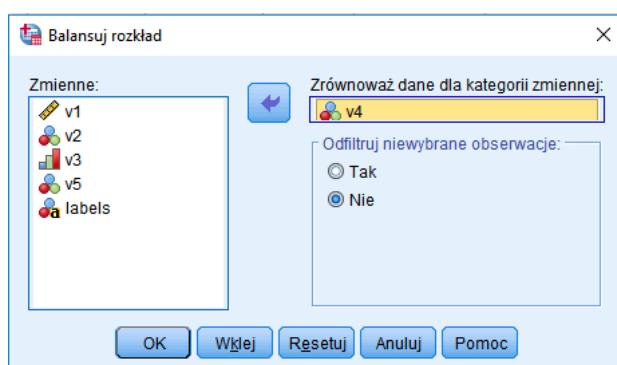 Balansuj rozkład
Zmienne:
v1
v2
v3
v5
labels
Zrównoważ dane dla kategorii zmiennej:
v4
Odfiltruj niewybrane obserwacje:
Tak
Nie
OK Wklej Resetuj Anuluj Pomoc